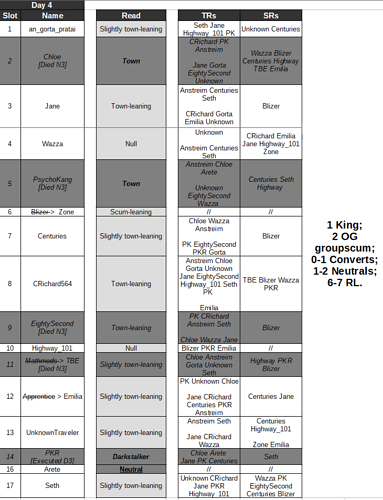 Day 4
Slot Name Read TRs SRs
1 an_gorta_pratai Slightly town-leaning Seth Jane Highway_101 PK Unknown Centuries
2 Chloe [Died N3] Town CRichard PK Anstreim Jane Gorta EightySecond Unknown Wazza Blizer Centuries Highway TBE Emilia
3 Jane Town-leaning Anstreim Centuries Seth CRichard Gorta Emilia Unknown Blizer
4 Wazza Null Unknown Anstreim Centuries Seth CRichard Emilia Jane Highway_101 Zone
5 PsychoKang [Died N3] Town Anstreim Chloe Arete Unknown EightySecond Wazza Centuries Seth Highway
6 Blizer -> Zone Scum-leaning // //
7 Centuries Slightly town-leaning Chloe Wazza Anstreim PK EightySecond PKR Gorta Blizer
8 CRichard564 Town-leaning Anstreim Chloe Gorta Unknown Jane EightySecond Highway_101 Seth PK Emilia TBE Blizer Wazza PKR
9 EightySecond [Died N3] Town-leaning PK CRichard Anstreim Seth Chloe Wazza Jane Blizer
10 Highway_101 Null Blizer PKR Emilia //
11 Mathmods -> TBE [Died N3] Slightly town-leaning Chloe Anstreim Gorta Unknown Seth Highway PKR Blizer
12 Apprentice > Emilia Slightly town-leaning PK Unknown Chloe Jane CRichard Centuries PKR Anstreim Centuries Jane
13 UnknownTraveler Slightly town-leaning Anstreim Seth Jane CRichard Wazza Centuries Highway_101 Zone Emilia
14 PKR [Executed D3] Darkstalker Chloe Arete Jane PK Centuries Seth
16 Arete Neutral // //
17 Seth Slightly town-leaning Unknown CRichard Jane PKR Highway_101 Wazza PK EightySecond Centuries Blizer
1 King;
2 OG
groupscum;
0-1 Converts;
1-2 Neutrals;
6-7 RL.